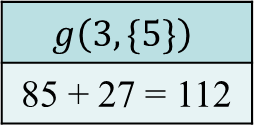 g(3,{5})
85 + 27 = 112